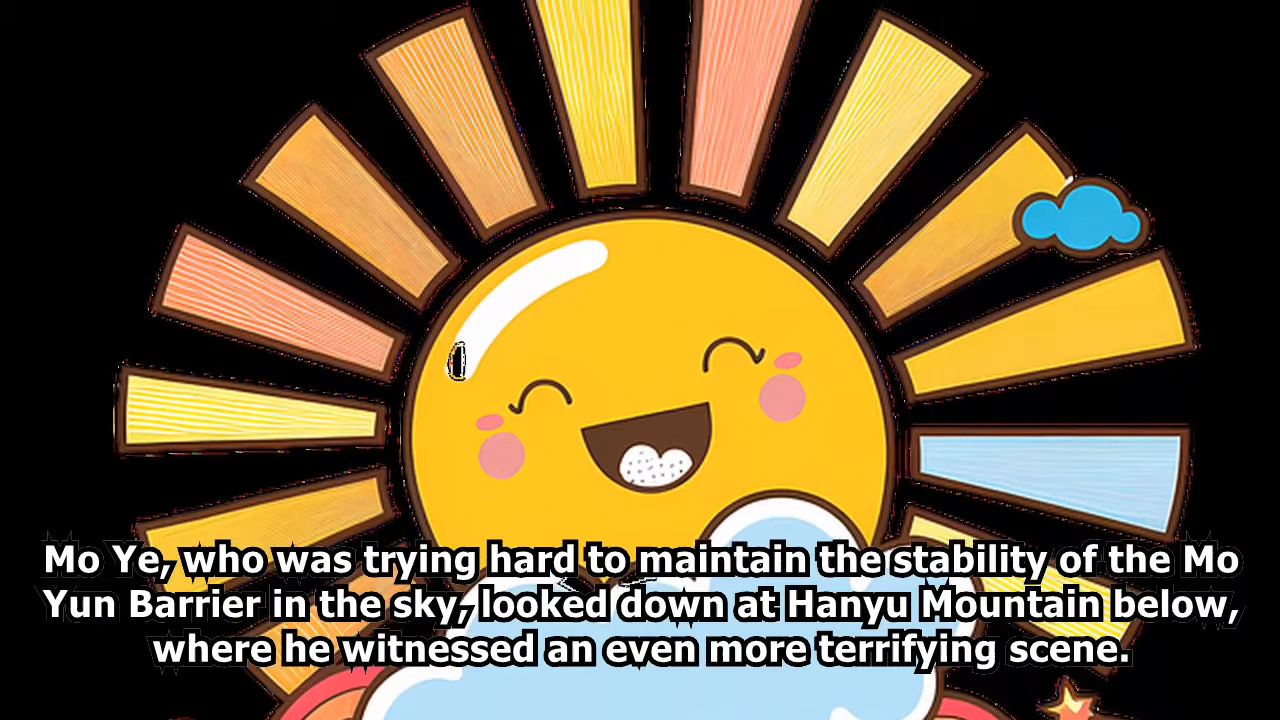 Mo Ye, who was trying hard to maintain the stability of the Mo
Yun Barrier in the sky, looked down at Hanyu Mountain below,
where he witnessed an even more terrifying scene.